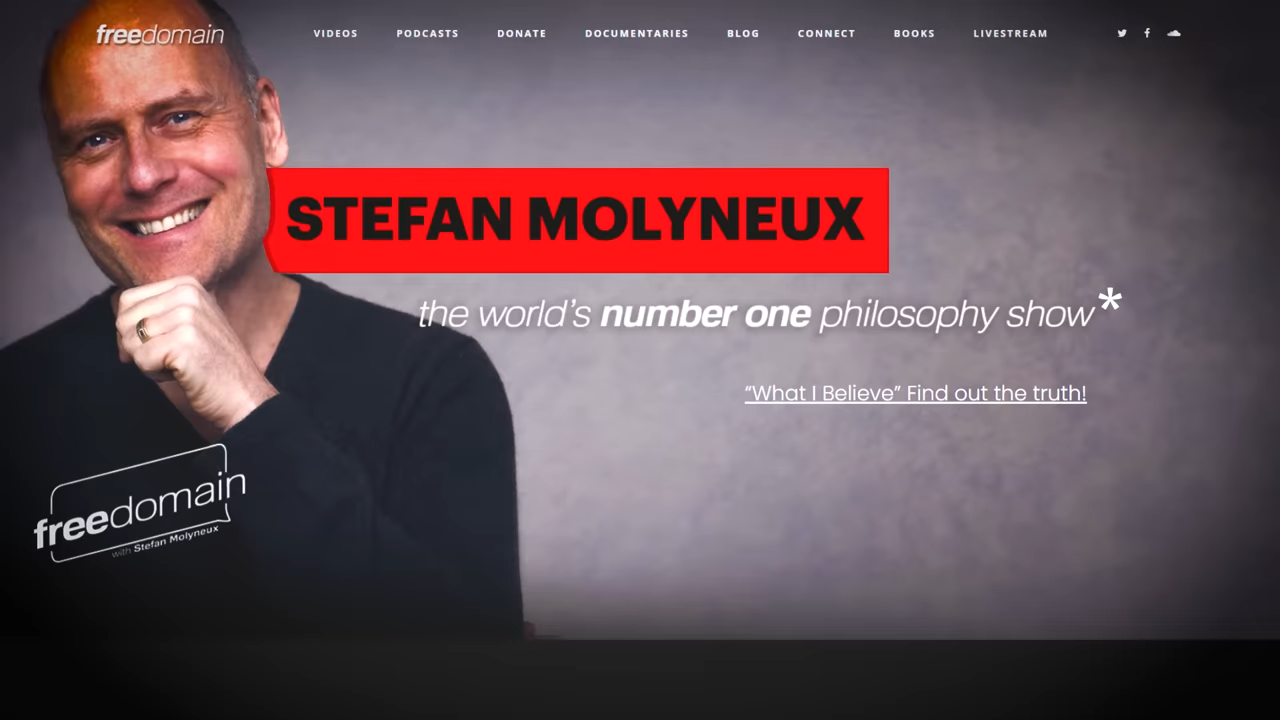 freedomain
VIDEOS PODCASTS DONATE DOCUMENTARIES BLOG CONNECT BOOKS LIVESTREAM
STEFAN MOLYNEUX
the world's number one philosophy show*
“What I Believe” Find out the truth!
freedomain
with Stefan Molyneux